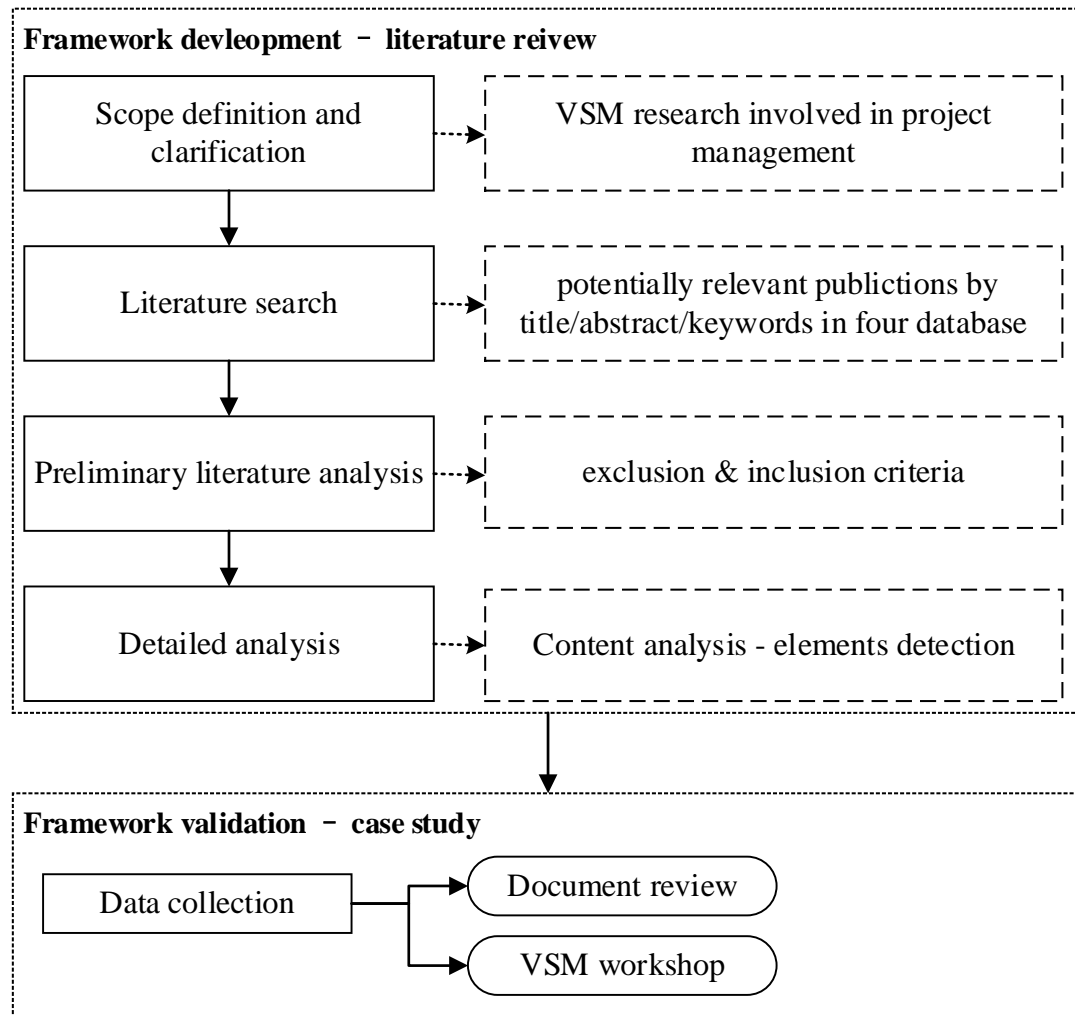 Framework devleopment – literature reivew
Scope definition and
clarification
VSM research involved in project
management
Literature search
potentially relevant publictions by
title/abstract/keywords in four database
Preliminary literature analysis
exclusion & inclusion criteria
Detailed analysis
Content analysis - elements detection
Framework validation – case study
Data collection
Document review
VSM workshop